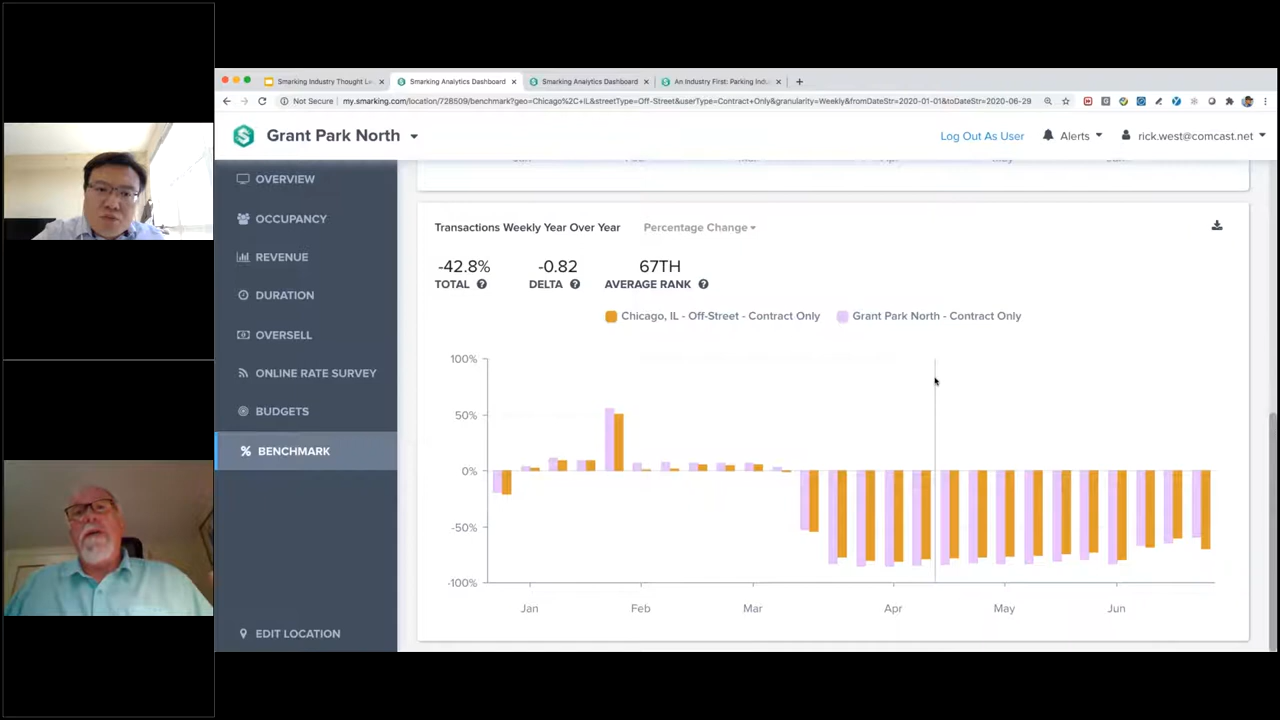 Smarking Industry Thought Le
Smarking Analytics Dashboard
Smarking Analytics Dashboard
An Industry First: Parking Ind
Not Secure
my.smarking.com/location/728509/benchmark?geo=Chicago%2C+IL&streetType=Off-Street&userType=Contract+Only&granularity=Weekly&fromDateStr=2020-01-01&toDateStr=2020-06-29
Grant Park North
Log Out As User
Alerts
rick.west@comcast.net
OVERVIEW
OCCUPANCY
REVENUE
DURATION
OVERSELL
ONLINE RATE SURVEY
BUDGETS
BENCHMARK
EDIT LOCATION
Transactions Weekly Year Over Year
Percentage Change
-42.8%
TOTAL ?
-0.82
DELTA ?
67TH
AVERAGE RANK ?
Chicago, IL - Off-Street - Contract Only
Grant Park North - Contract Only
100%
50%
0%
-50%
-100%
Jan
Feb
Mar
Apr
May
Jun